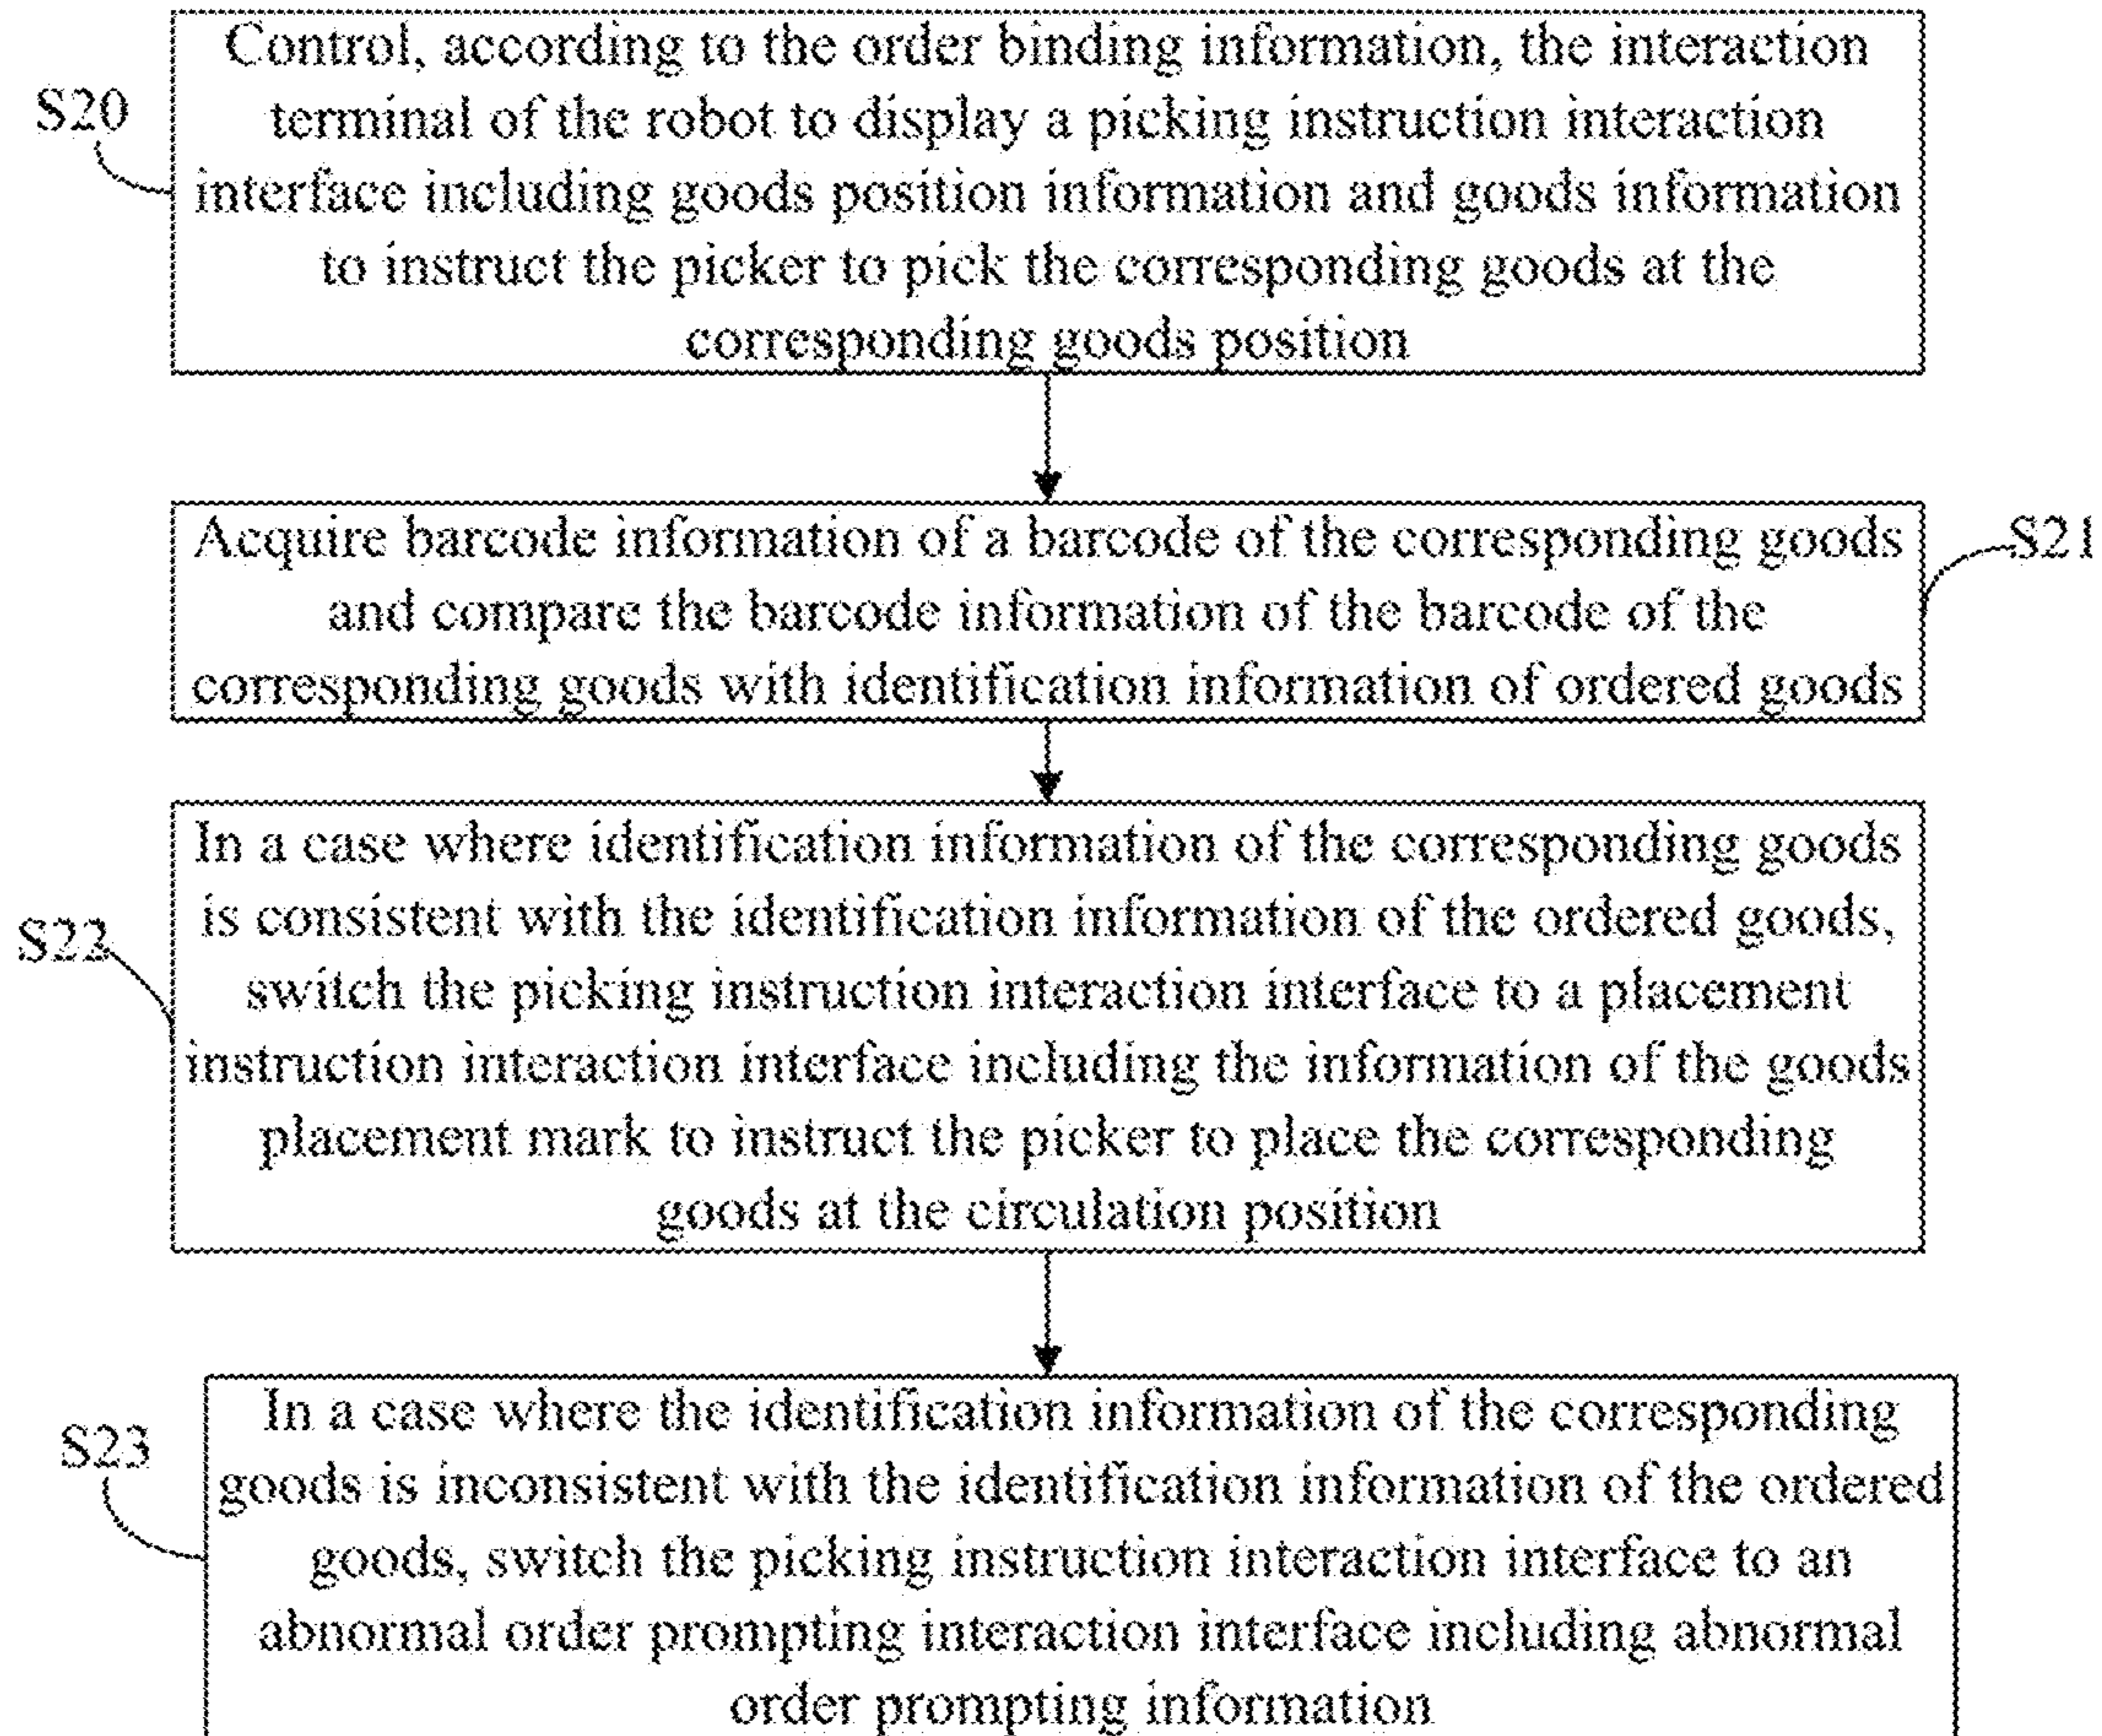 Control, according to the order binding information, the interaction
S20
terminal of the robot to display a picking instruction interaction
interface including goods position information and goods information
to instruct the picker to pick the corresponding goods at the
corresponding goods position
Acquire barcode information of a barcode of the corresponding goods
S21
and compare the barcode information of the barcode of the
corresponding goods with identification information of ordered goods
In a case where identification information of the corresponding goods
is consistent with the identification information of the ordered goods,
S22
switch the picking instruction interaction interface to a placement
instruction interaction interface including the information of the goods
placement mark to instruct the picker to place the corresponding
goods at the circulation position
In a case where the identification information of the corresponding
S23
goods is inconsistent with the identification information of the ordered
goods, switch the picking instruction interaction interface to an
abnormal order prompting interaction interface including abnormal
order prompting information